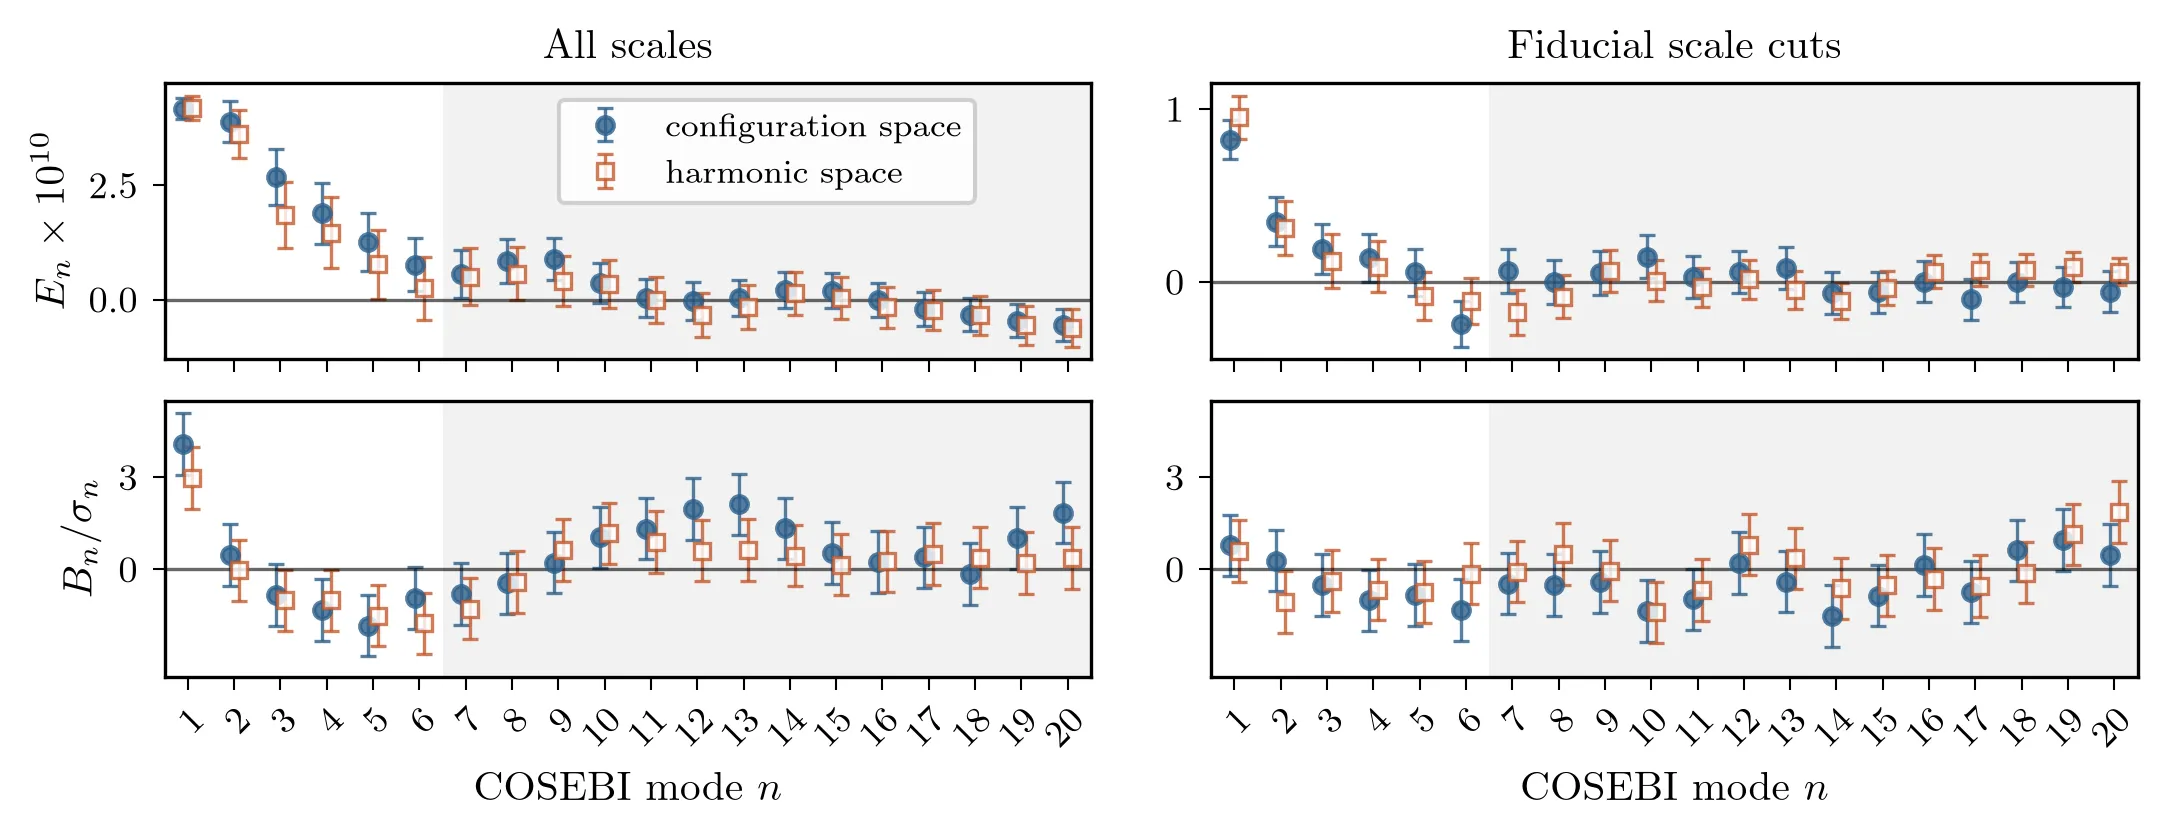 All scales
Fiducial scale cuts
E_n × 10^10
2.5
0.0
configuration space
harmonic space
1
0
B_n/σ_n
3
0
3
0
1 2 3 4 5 6 7 8 9 10 11 12 13 14 15 16 17 18 19 20
1 2 3 4 5 6 7 8 9 10 11 12 13 14 15 16 17 18 19 20
COSEBI mode n
COSEBI mode n